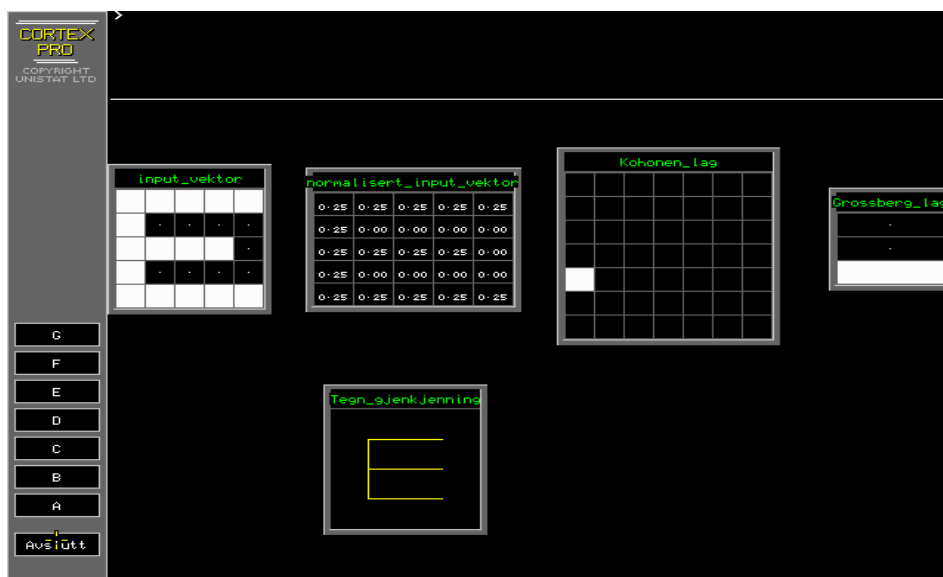 >
CORTEX
PRO
COPYRIGHT
UNISTAT LTD
input_vektor
normalisert_input_vektor
0.25 0.25 0.25 0.25 0.25
0.25 0.00 0.00 0.00 0.00
0.25 0.25 0.25 0.25 0.00
0.25 0.00 0.00 0.00 0.00
0.25 0.25 0.25 0.25 0.25
Kohonen_lag
Grossberg_lag
Tegn_gjenkjenning
E
G
F
E
D
C
B
A
Avslutt